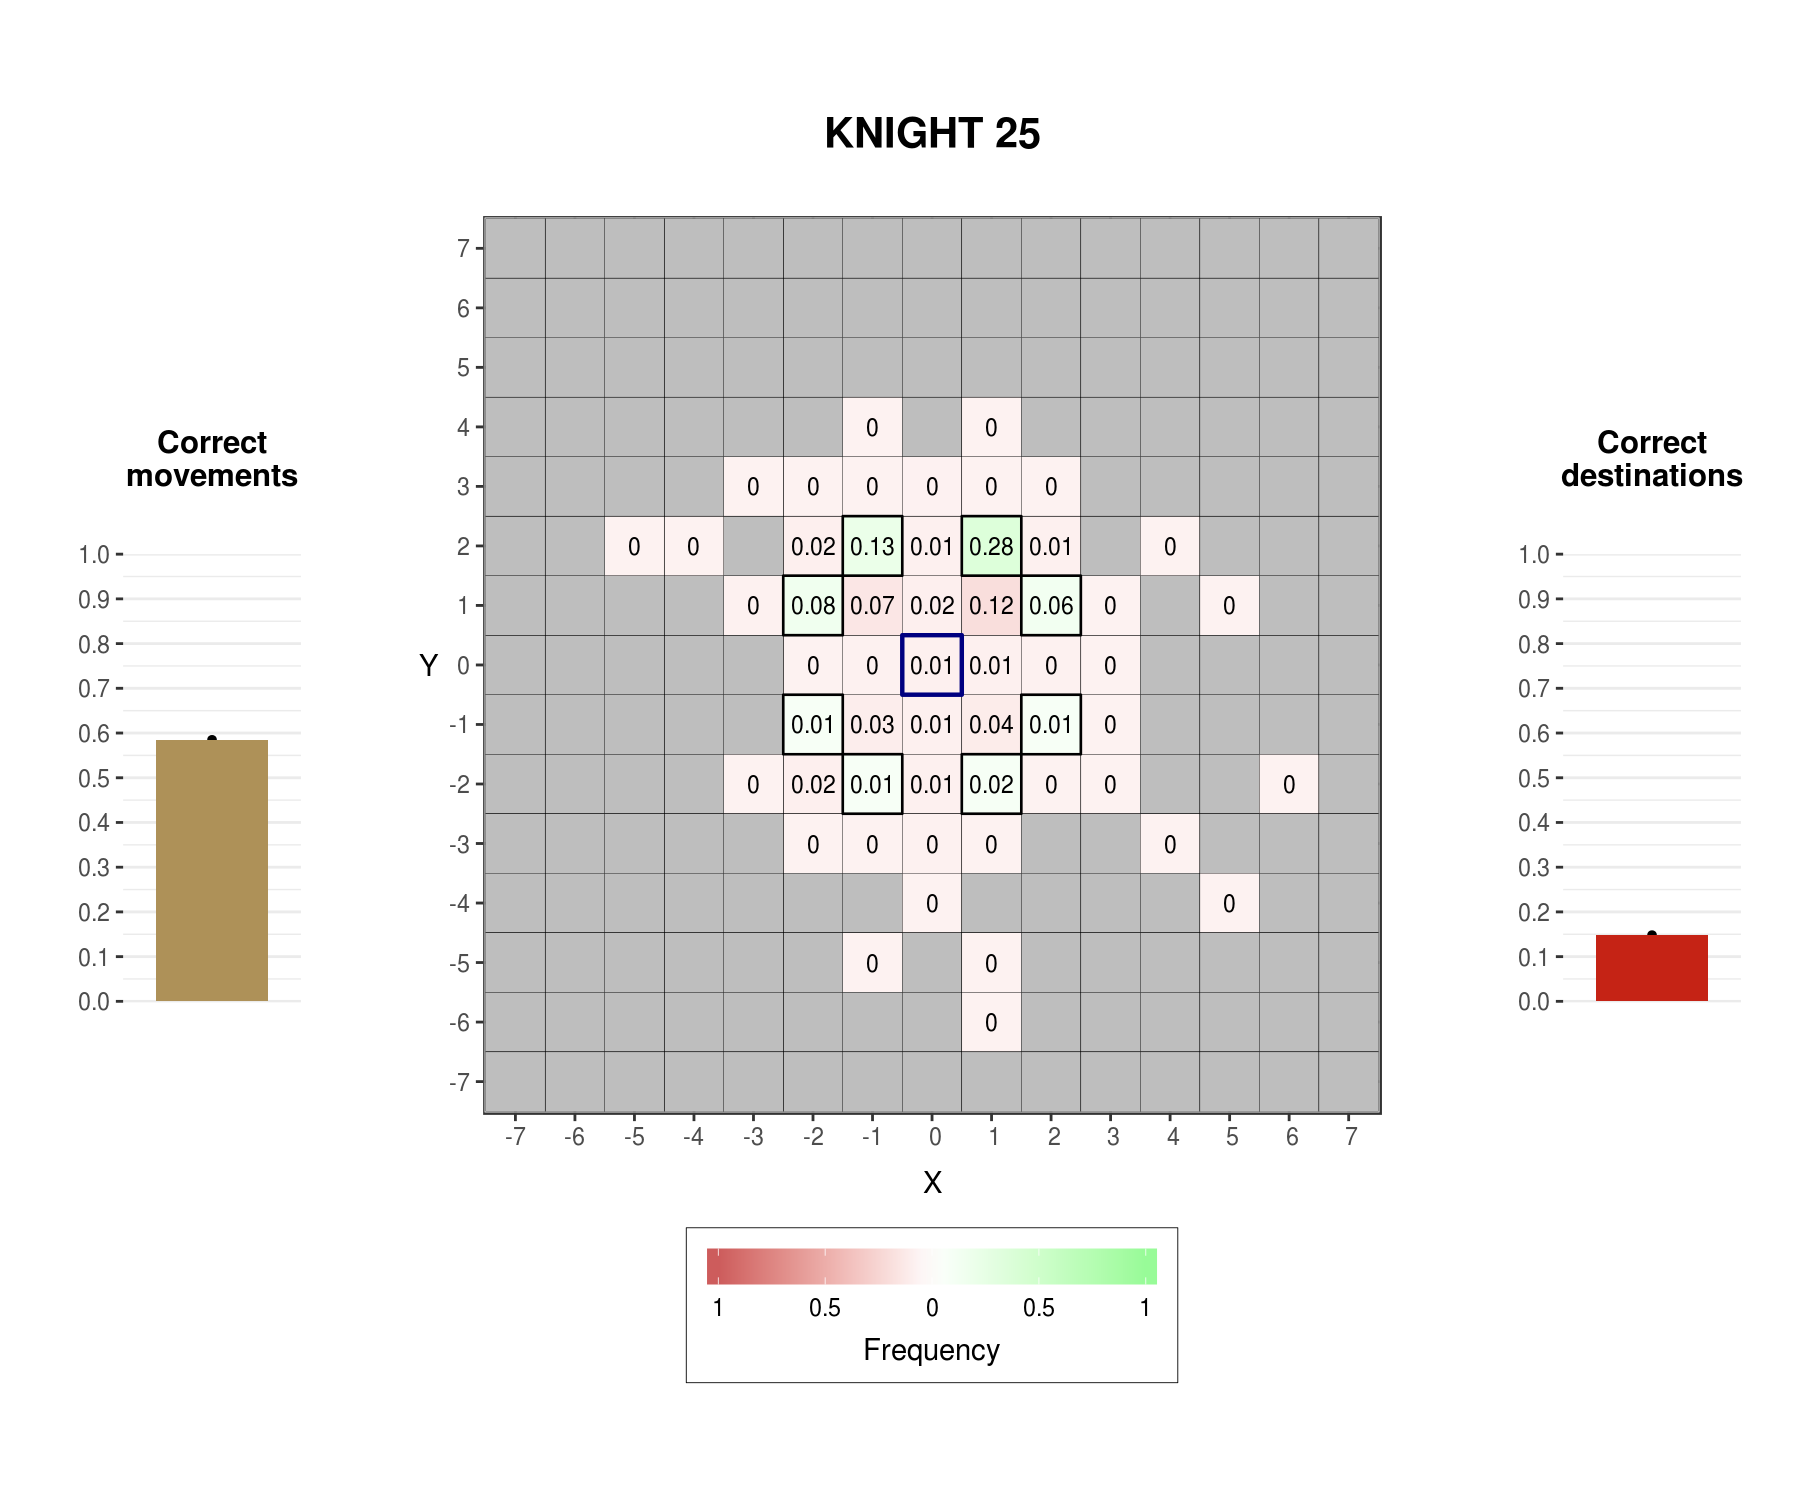 KNIGHT 25
Correct
movements
1.0
0.9
0.8
0.7
0.6
0.5
0.4
0.3
0.2
0.1
0.0
Y
7
6
5
4 0 0
3 0 0 0 0 0 0
2 0 0 0.02 0.13 0.01 0.28 0.01 0
1 0 0.08 0.07 0.02 0.12 0.06 0 0
0 0 0 0.01 0.01 0 0
-1 0.01 0.03 0.01 0.04 0.01 0
-2 0 0.02 0.01 0.01 0.02 0 0 0
-3 0 0 0 0 0
-4 0 0
-5 0 0
-6 0
-7
-7 -6 -5 -4 -3 -2 -1 0 1 2 3 4 5 6 7
X
1 0.5 0 0.5 1
Frequency
Correct
destinations
1.0
0.9
0.8
0.7
0.6
0.5
0.4
0.3
0.2
0.1
0.0